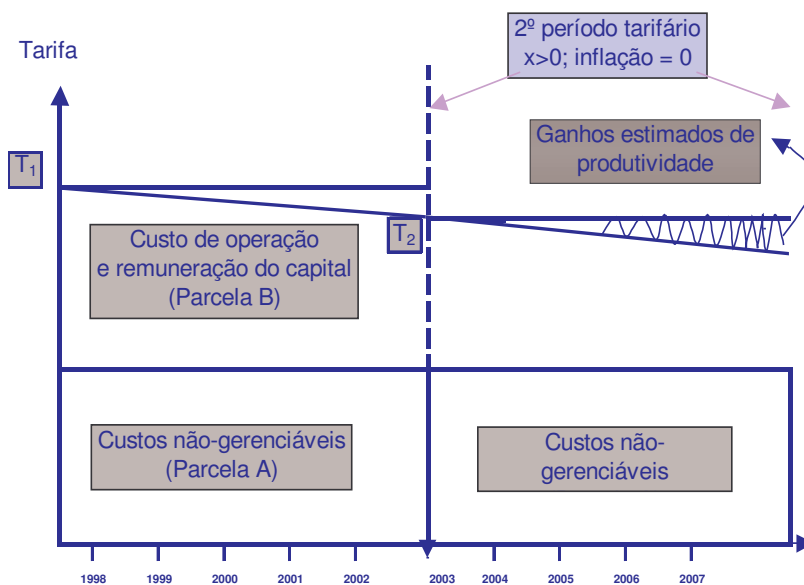 2º período tarifário
x>0; inflação = 0
Tarifa
Ganhos estimados de
produtividade
T1
T2
Custo de operação
e remuneração do capital
(Parcela B)
Custos não-gerenciáveis
(Parcela A)
Custos não-
gerenciáveis
1998 1999 2000 2001 2002 2003 2004 2005 2006 2007